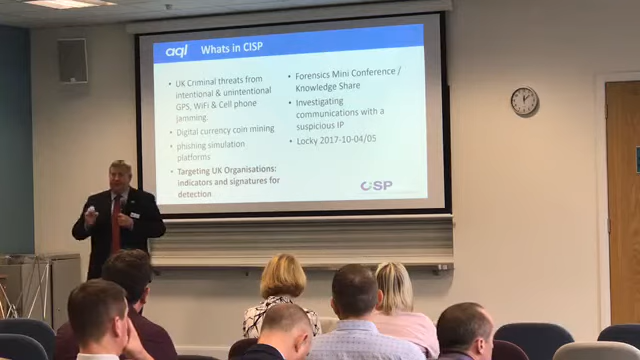 aql Whats in CISP
• UK Criminal threats from
intentional & unintentional
GPS, WiFi & Cell phone
jamming.
• Digital currency coin mining
• phishing simulation
platforms
• Targeting UK Organisations:
indicators and signatures for
detection
• Forensics Mini Conference /
Knowledge Share
• Investigating
communications with a
suspicious IP
• Locky 2017-10-04/05
CISP